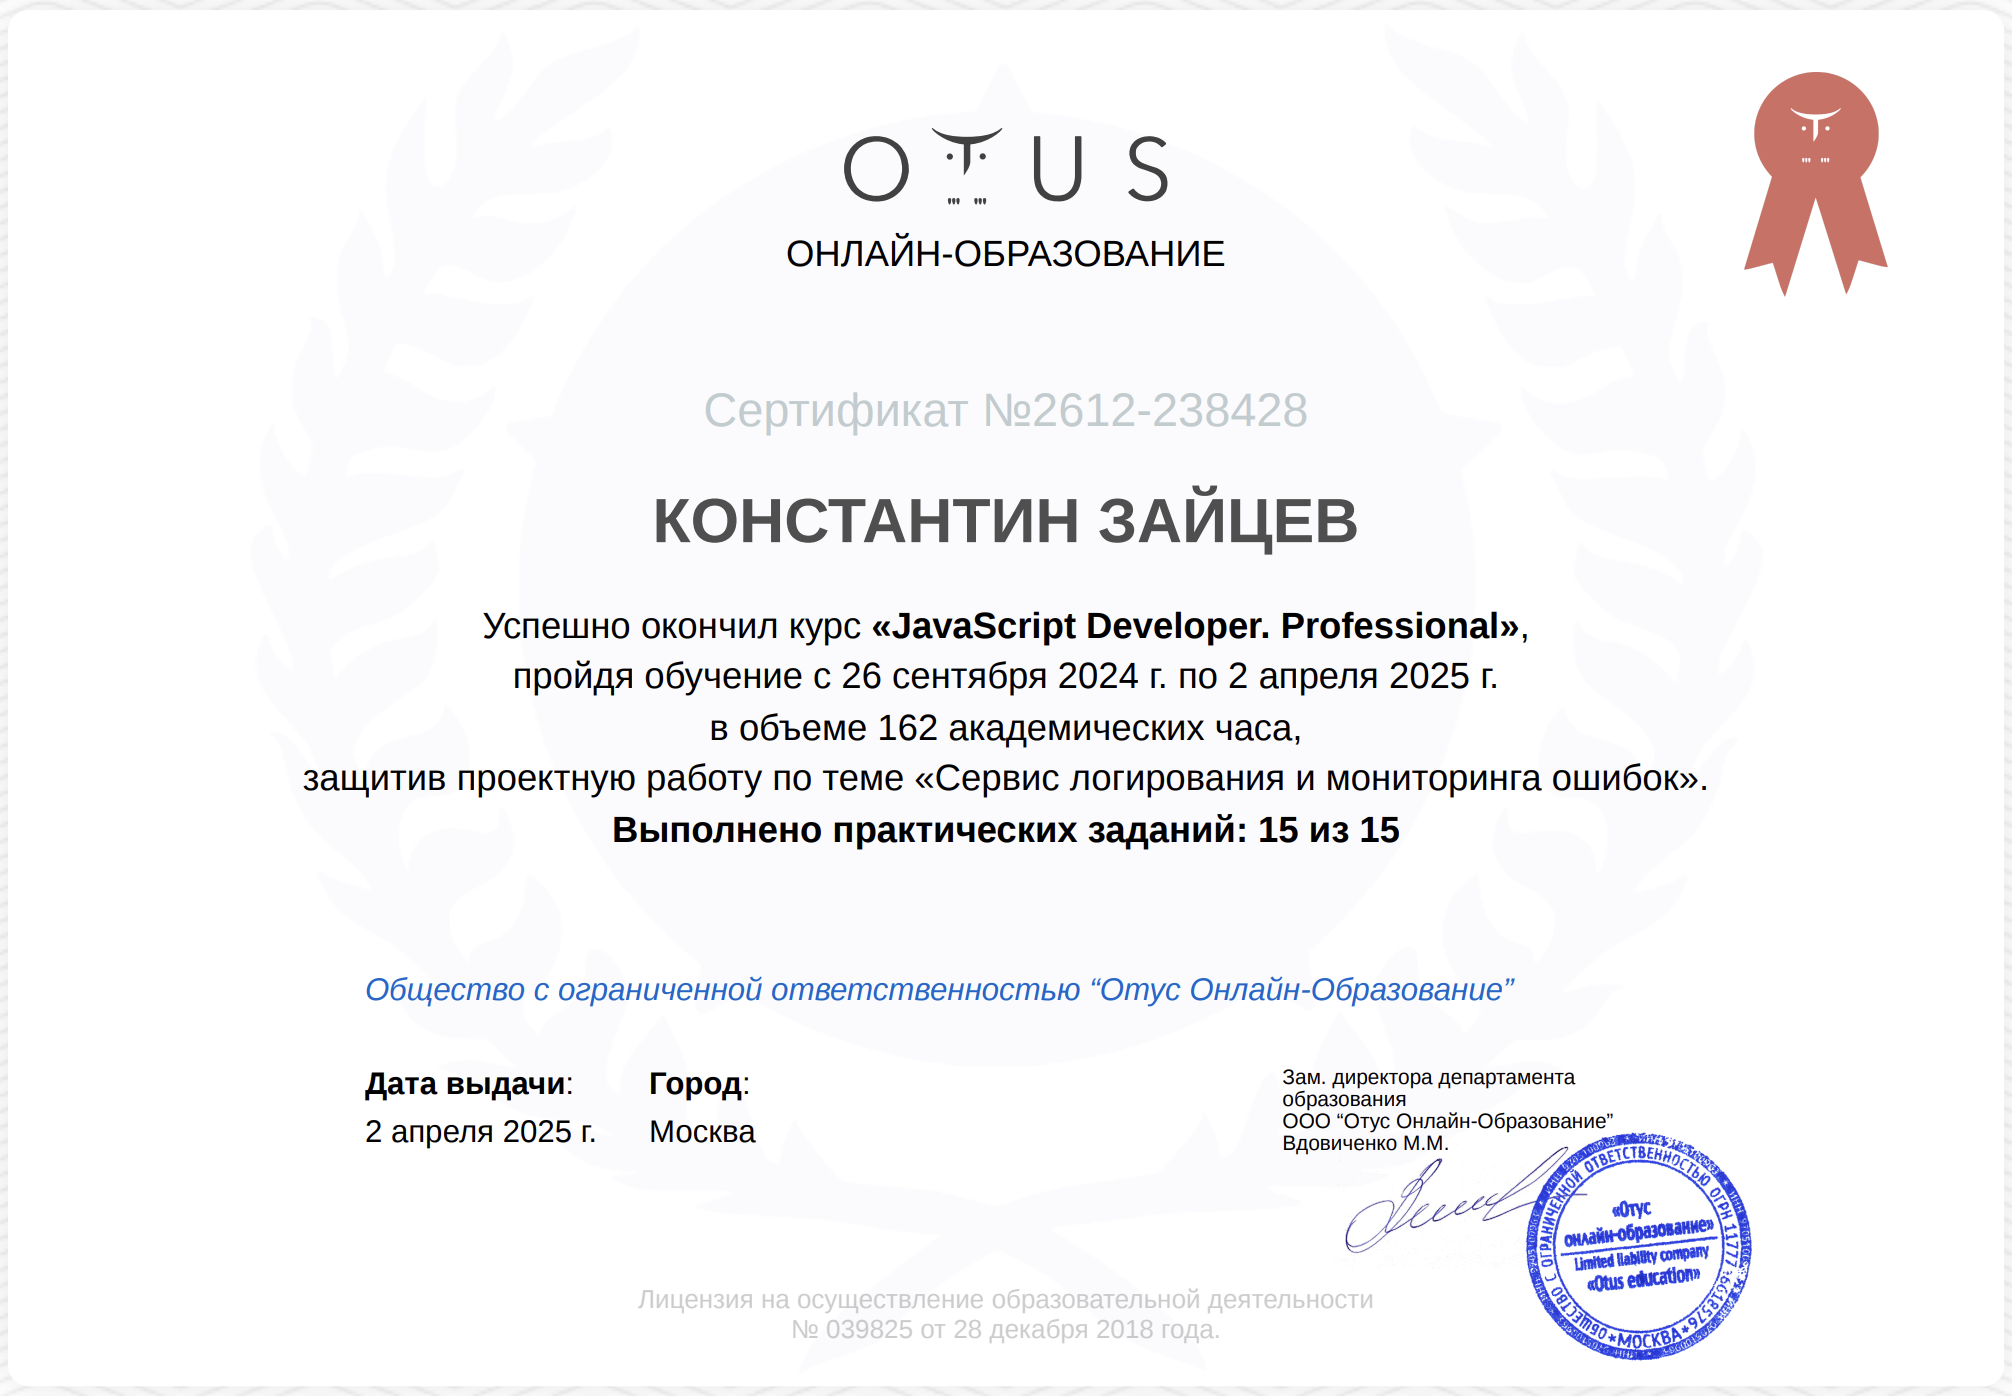 OTUS
ОНЛАЙН-ОБРАЗОВАНИЕ
Сертификат №2612-238428
КОНСТАНТИН ЗАЙЦЕВ
Успешно окончил курс «JavaScript Developer. Professional»,
пройдя обучение с 26 сентября 2024 г. по 2 апреля 2025 г.
в объеме 162 академических часа,
защитив проектную работу по теме «Сервис логирования и мониторинга ошибок».
Выполнено практических заданий: 15 из 15
Общество с ограниченной ответственностью “Отус Онлайн-Образование”
Дата выдачи:
2 апреля 2025 г.
Город:
Москва
Зам. директора департамента
образования
ООО “Отус Онлайн-Образование”
Вдовиченко М.М.
ОБЩЕСТВО С ОГРАНИЧЕННОЙ ОТВЕТСТВЕННОСТЬЮ ОГРН
«Отус
онлайн-образование»
Limited liability company
«Otus education»
*МОСКВА*
Лицензия на осуществление образовательной деятельности
№ 039825 от 28 декабря 2018 года.